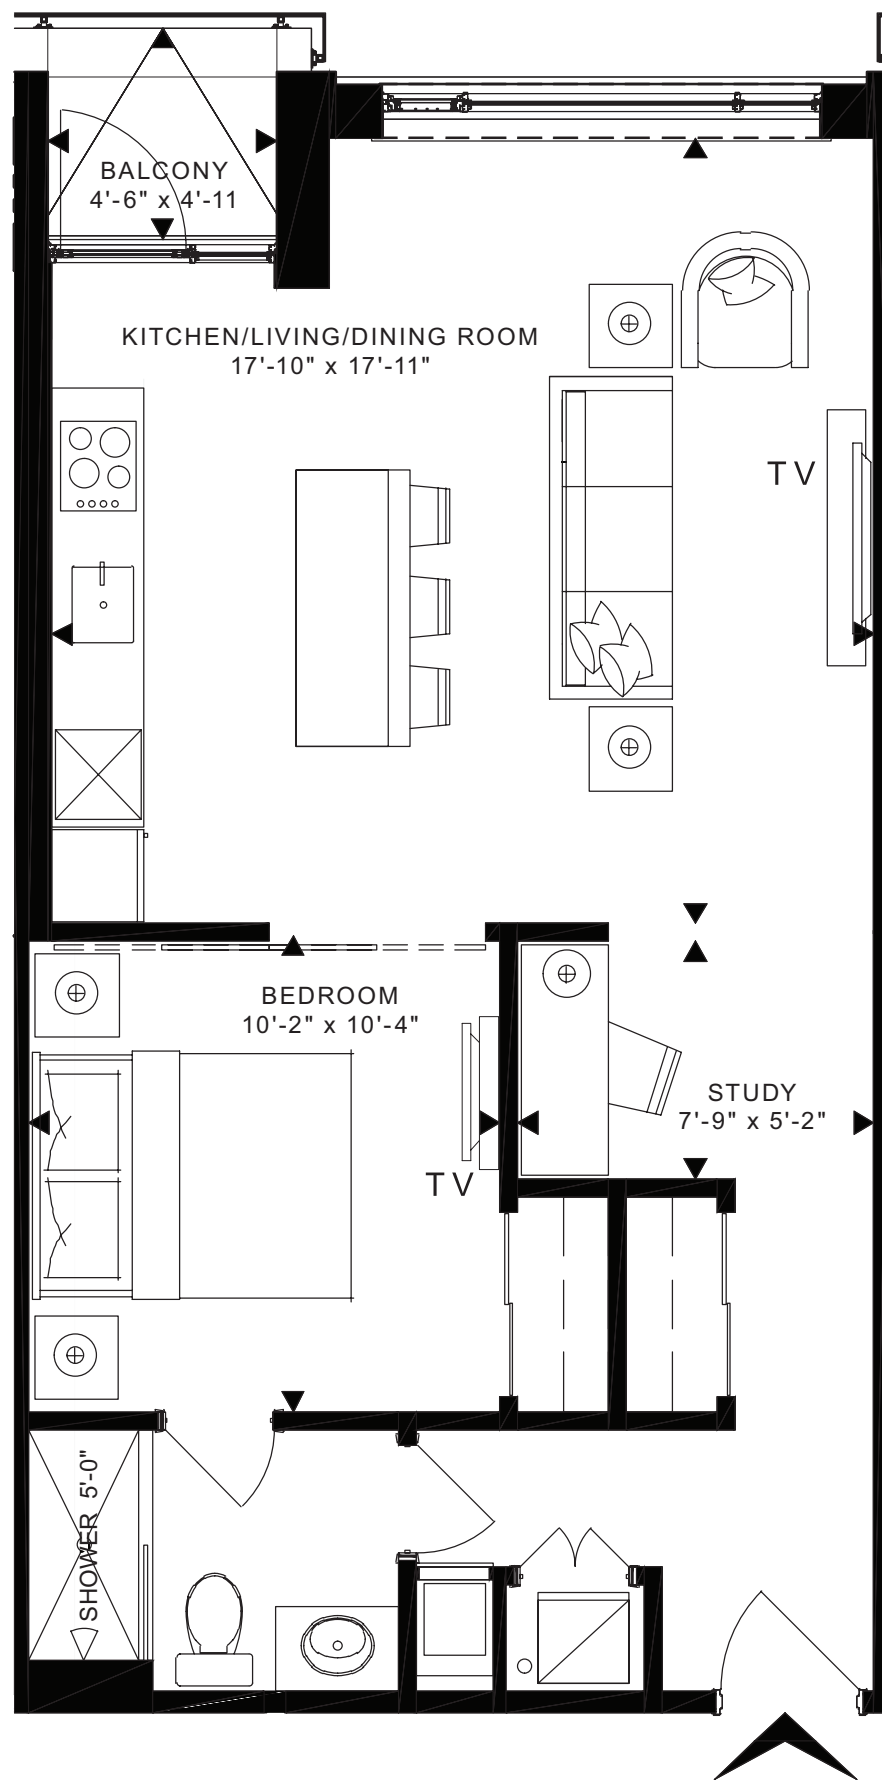 BALCONY
4'-6" x 4'-11
KITCHEN/LIVING/DINING ROOM
17'-10" x 17'-11"
TV
BEDROOM
10'-2" x 10'-4"
STUDY
7'-9" x 5'-2"
TV
SHOWER 5'-0"